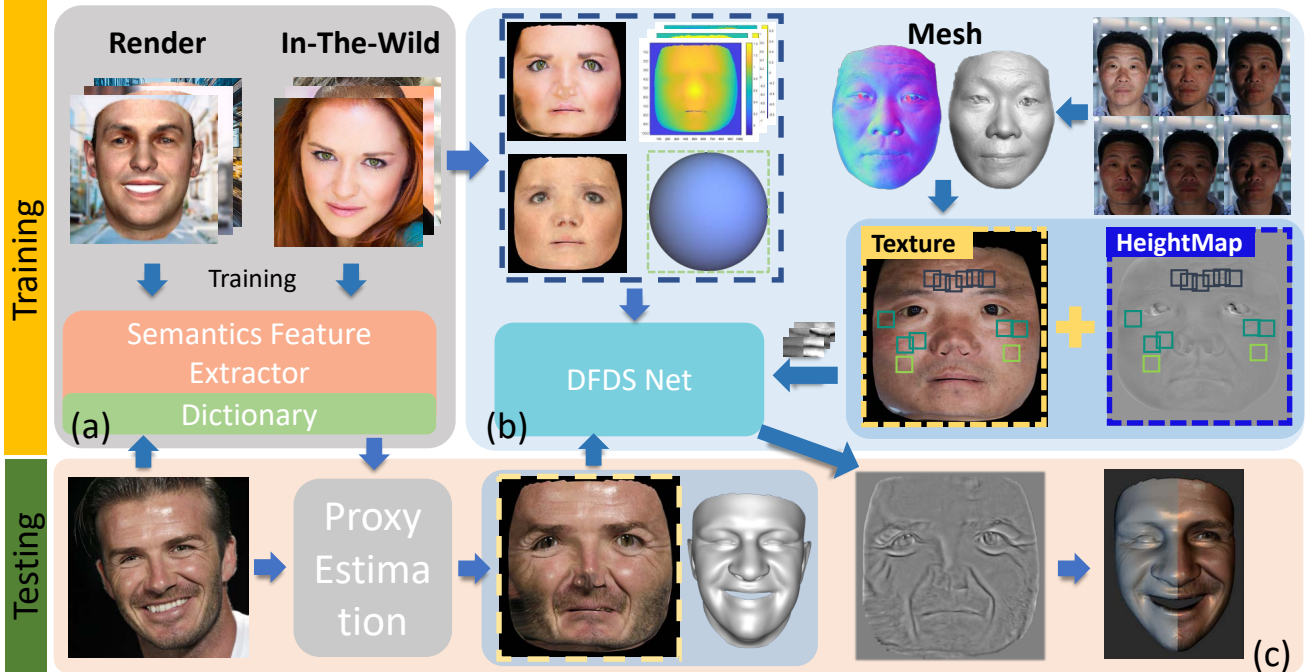 Training
Render
In-The-Wild
Training
Semantics Feature
Extractor
Dictionary
(a)
Mesh
Texture
HeightMap
DFDS Net
(b)
Testing
Proxy
Estima
tion
(c)